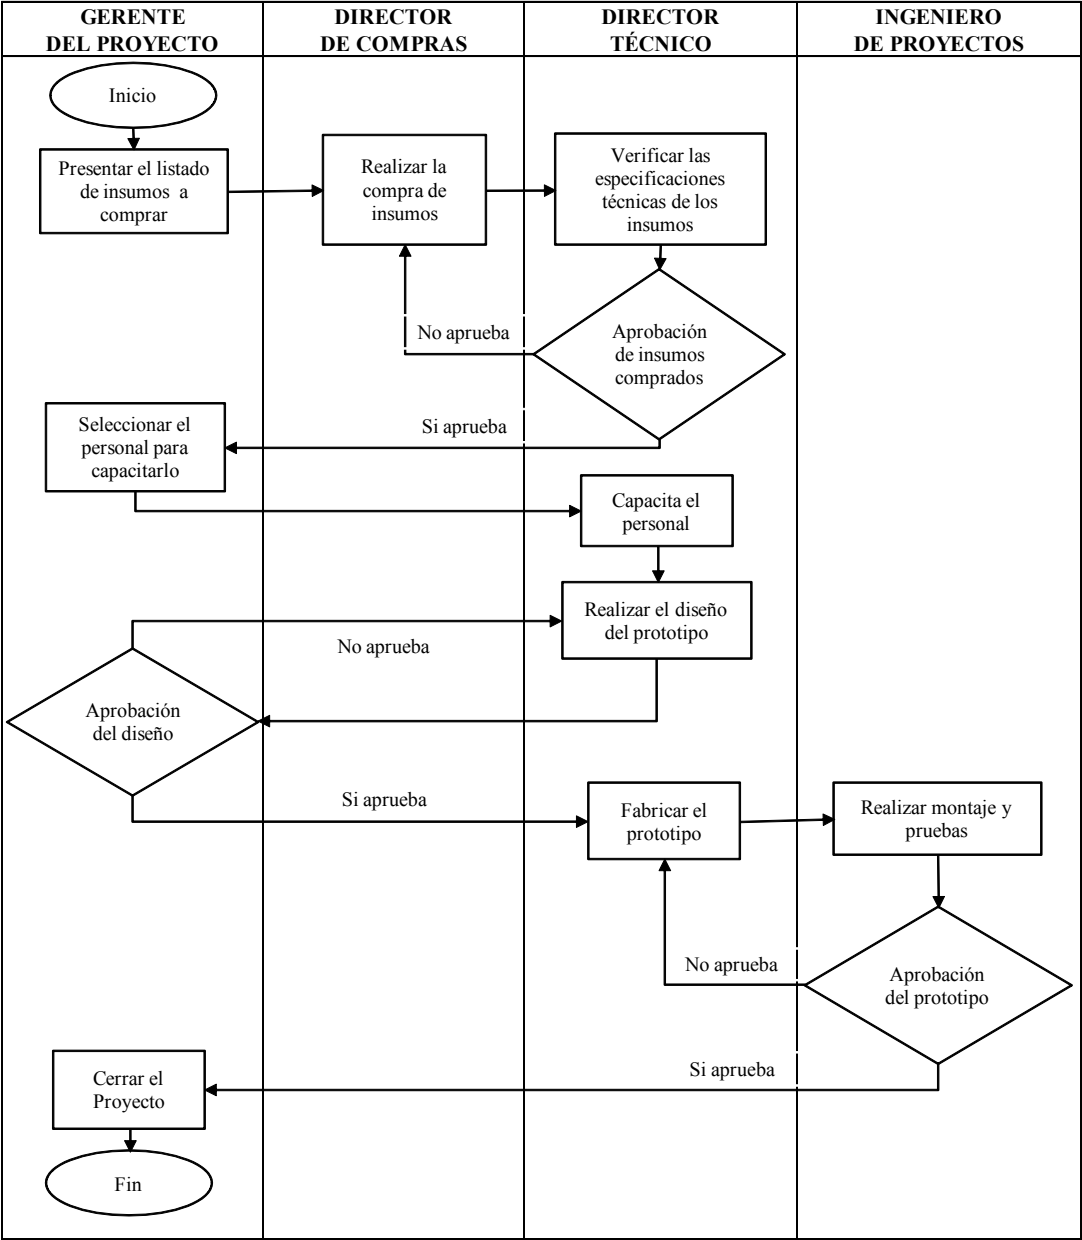 GERENTE
DEL PROYECTO
DIRECTOR
DE COMPRAS
DIRECTOR
TÉCNICO
INGENIERO
DE PROYECTOS
Inicio
Presentar el listado
de insumos a
comprar
Realizar la
compra de
insumos
Verificar las
especificaciones
técnicas de los
insumos
No aprueba
Aprobación
de insumos
comprados
Si aprueba
Seleccionar el
personal para
capacitarlo
Capacita el
personal
Realizar el diseño
del prototipo
No aprueba
Aprobación
del diseño
Si aprueba
Fabricar el
prototipo
Realizar montaje y
pruebas
No aprueba
Aprobación
del prototipo
Si aprueba
Cerrar el
Proyecto
Fin